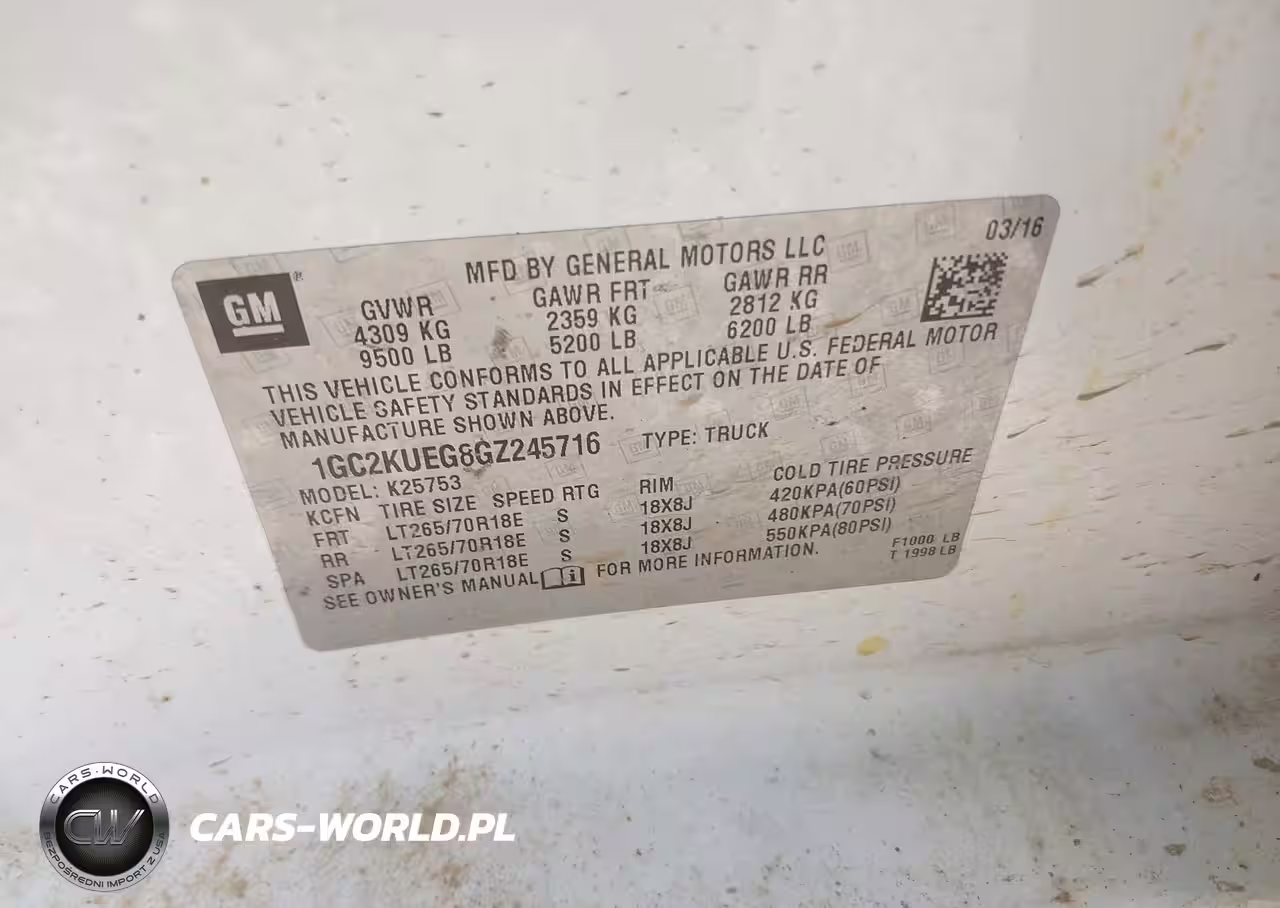 03/16
GM ®
MFD BY GENERAL MOTORS LLC
GVWR GAWR FRT GAWR RR
4309 KG 2359 KG 2812 KG
9500 LB 5200 LB 6200 LB
THIS VEHICLE CONFORMS TO ALL APPLICABLE U.S. FEDERAL MOTOR
VEHICLE SAFETY STANDARDS IN EFFECT ON THE DATE OF
MANUFACTURE SHOWN ABOVE.
1GC2KUEG8GZ245716 TYPE: TRUCK
MODEL: K25753
KCFN TIRE SIZE SPEED RTG RIM COLD TIRE PRESSURE
FRT LT265/70R18E S 18X8J 420KPA(60PSI)
RR LT265/70R18E S 18X8J 480KPA(70PSI)
SPA LT265/70R18E S 18X8J 550KPA(80PSI)
SEE OWNER'S MANUAL FOR MORE INFORMATION.
F1000 LB
T 1998 LB
CARS-WORLD
CW
BEZPOŚREDNI IMPORT Z USA
CARS-WORLD.PL